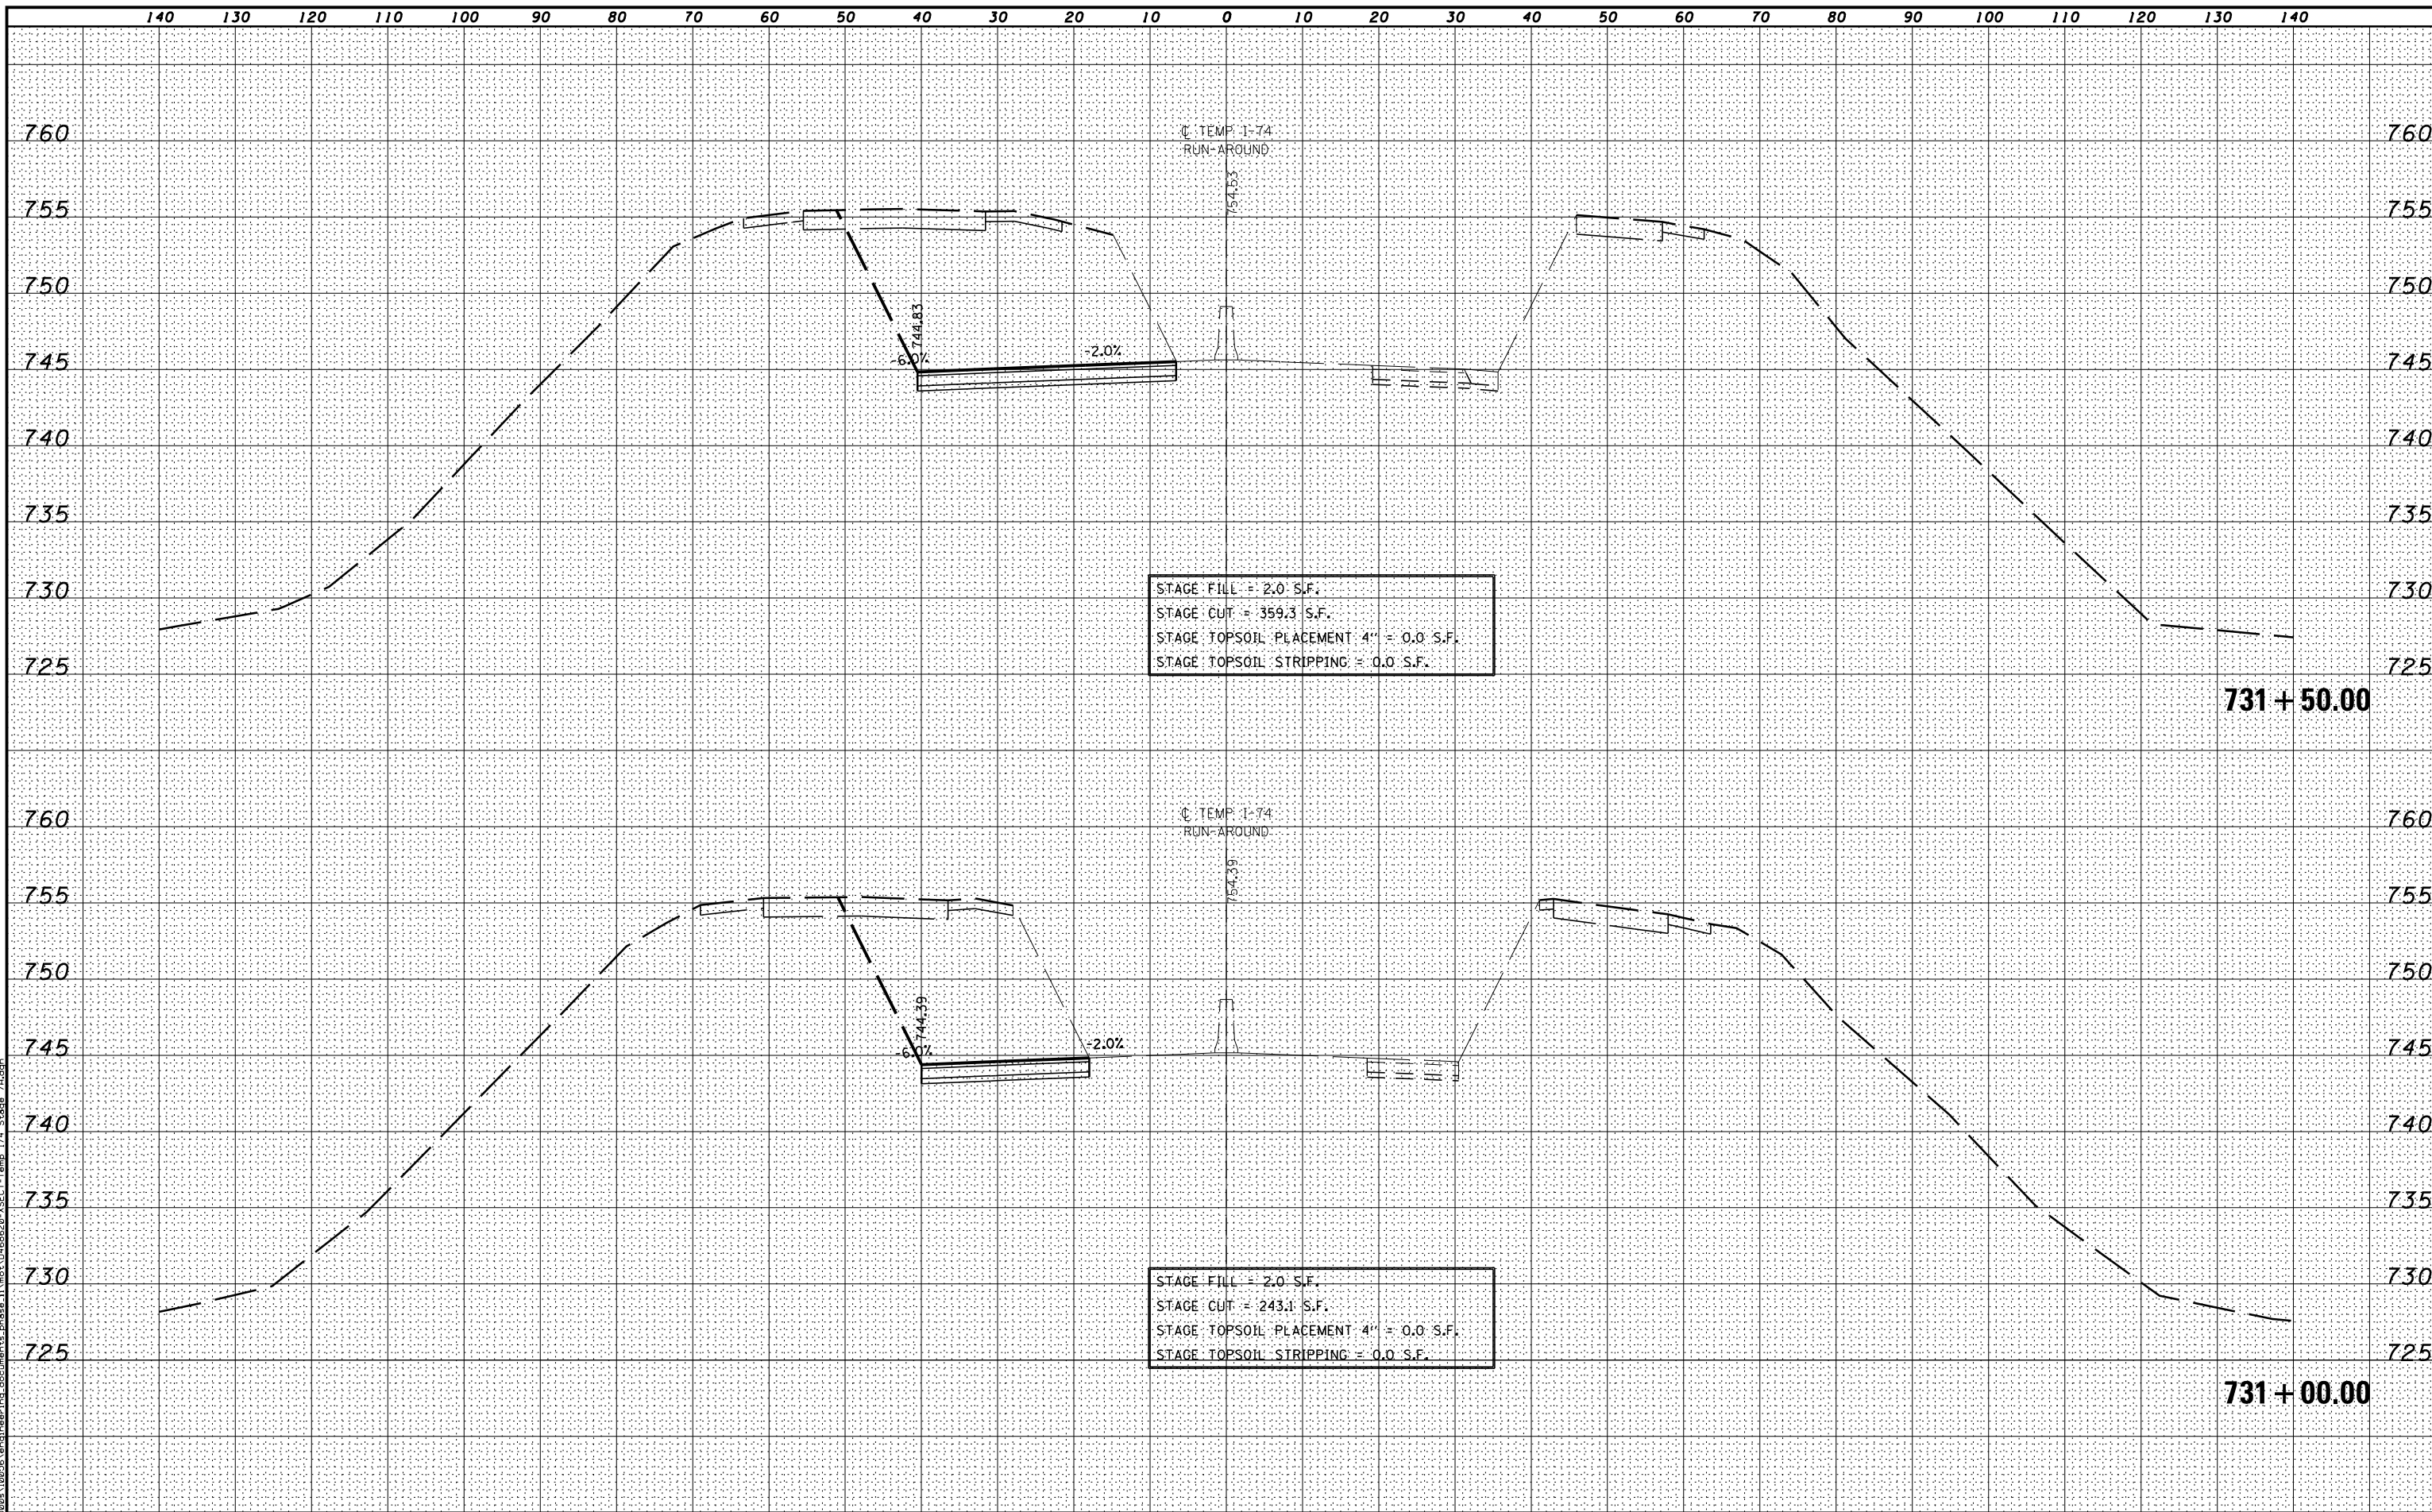 140 130 120 110 100 90 80 70 60 50 40 30 20 10 0 10 20 30 40 50 60 70 80 90 100 110 120 130 140
760 760
℄ TEMP I-74
RUN-AROUND
754.53
755 755
750 750
744.83
745 745
-6.0% -2.0%
740 740
735 735
730 730
STAGE FILL = 2.0 S.F.
STAGE CUT = 359.3 S.F.
STAGE TOPSOIL PLACEMENT 4'' = 0.0 S.F.
STAGE TOPSOIL STRIPPING = 0.0 S.F.
725 725
731+50.00
℄ TEMP I-74
RUN-AROUND
760 760
754.39
755 755
750 750
744.39
745 745
-6.0% -2.0%
740 740
735 735
730 730
STAGE FILL = 2.0 S.F.
STAGE CUT = 243.1 S.F.
STAGE TOPSOIL PLACEMENT 4'' = 0.0 S.F.
STAGE TOPSOIL STRIPPING = 0.0 S.F.
725 725
731+00.00